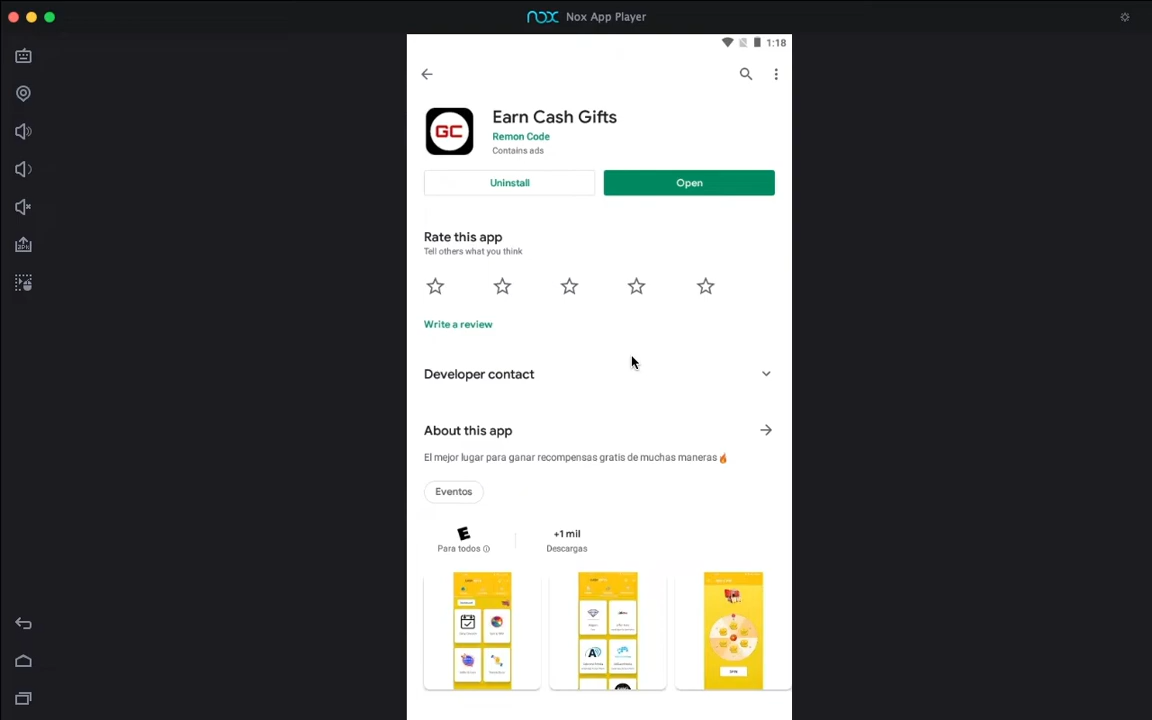 nox Nox App Player
1:18
GC
Earn Cash Gifts
Remon Code
Contains ads
Uninstall
Open
Rate this app
Tell others what you think
Write a review
Developer contact
About this app
El mejor lugar para ganar recompensas gratis de muchas maneras🔥
Eventos
E
+1 mil
Para todos
Descargas